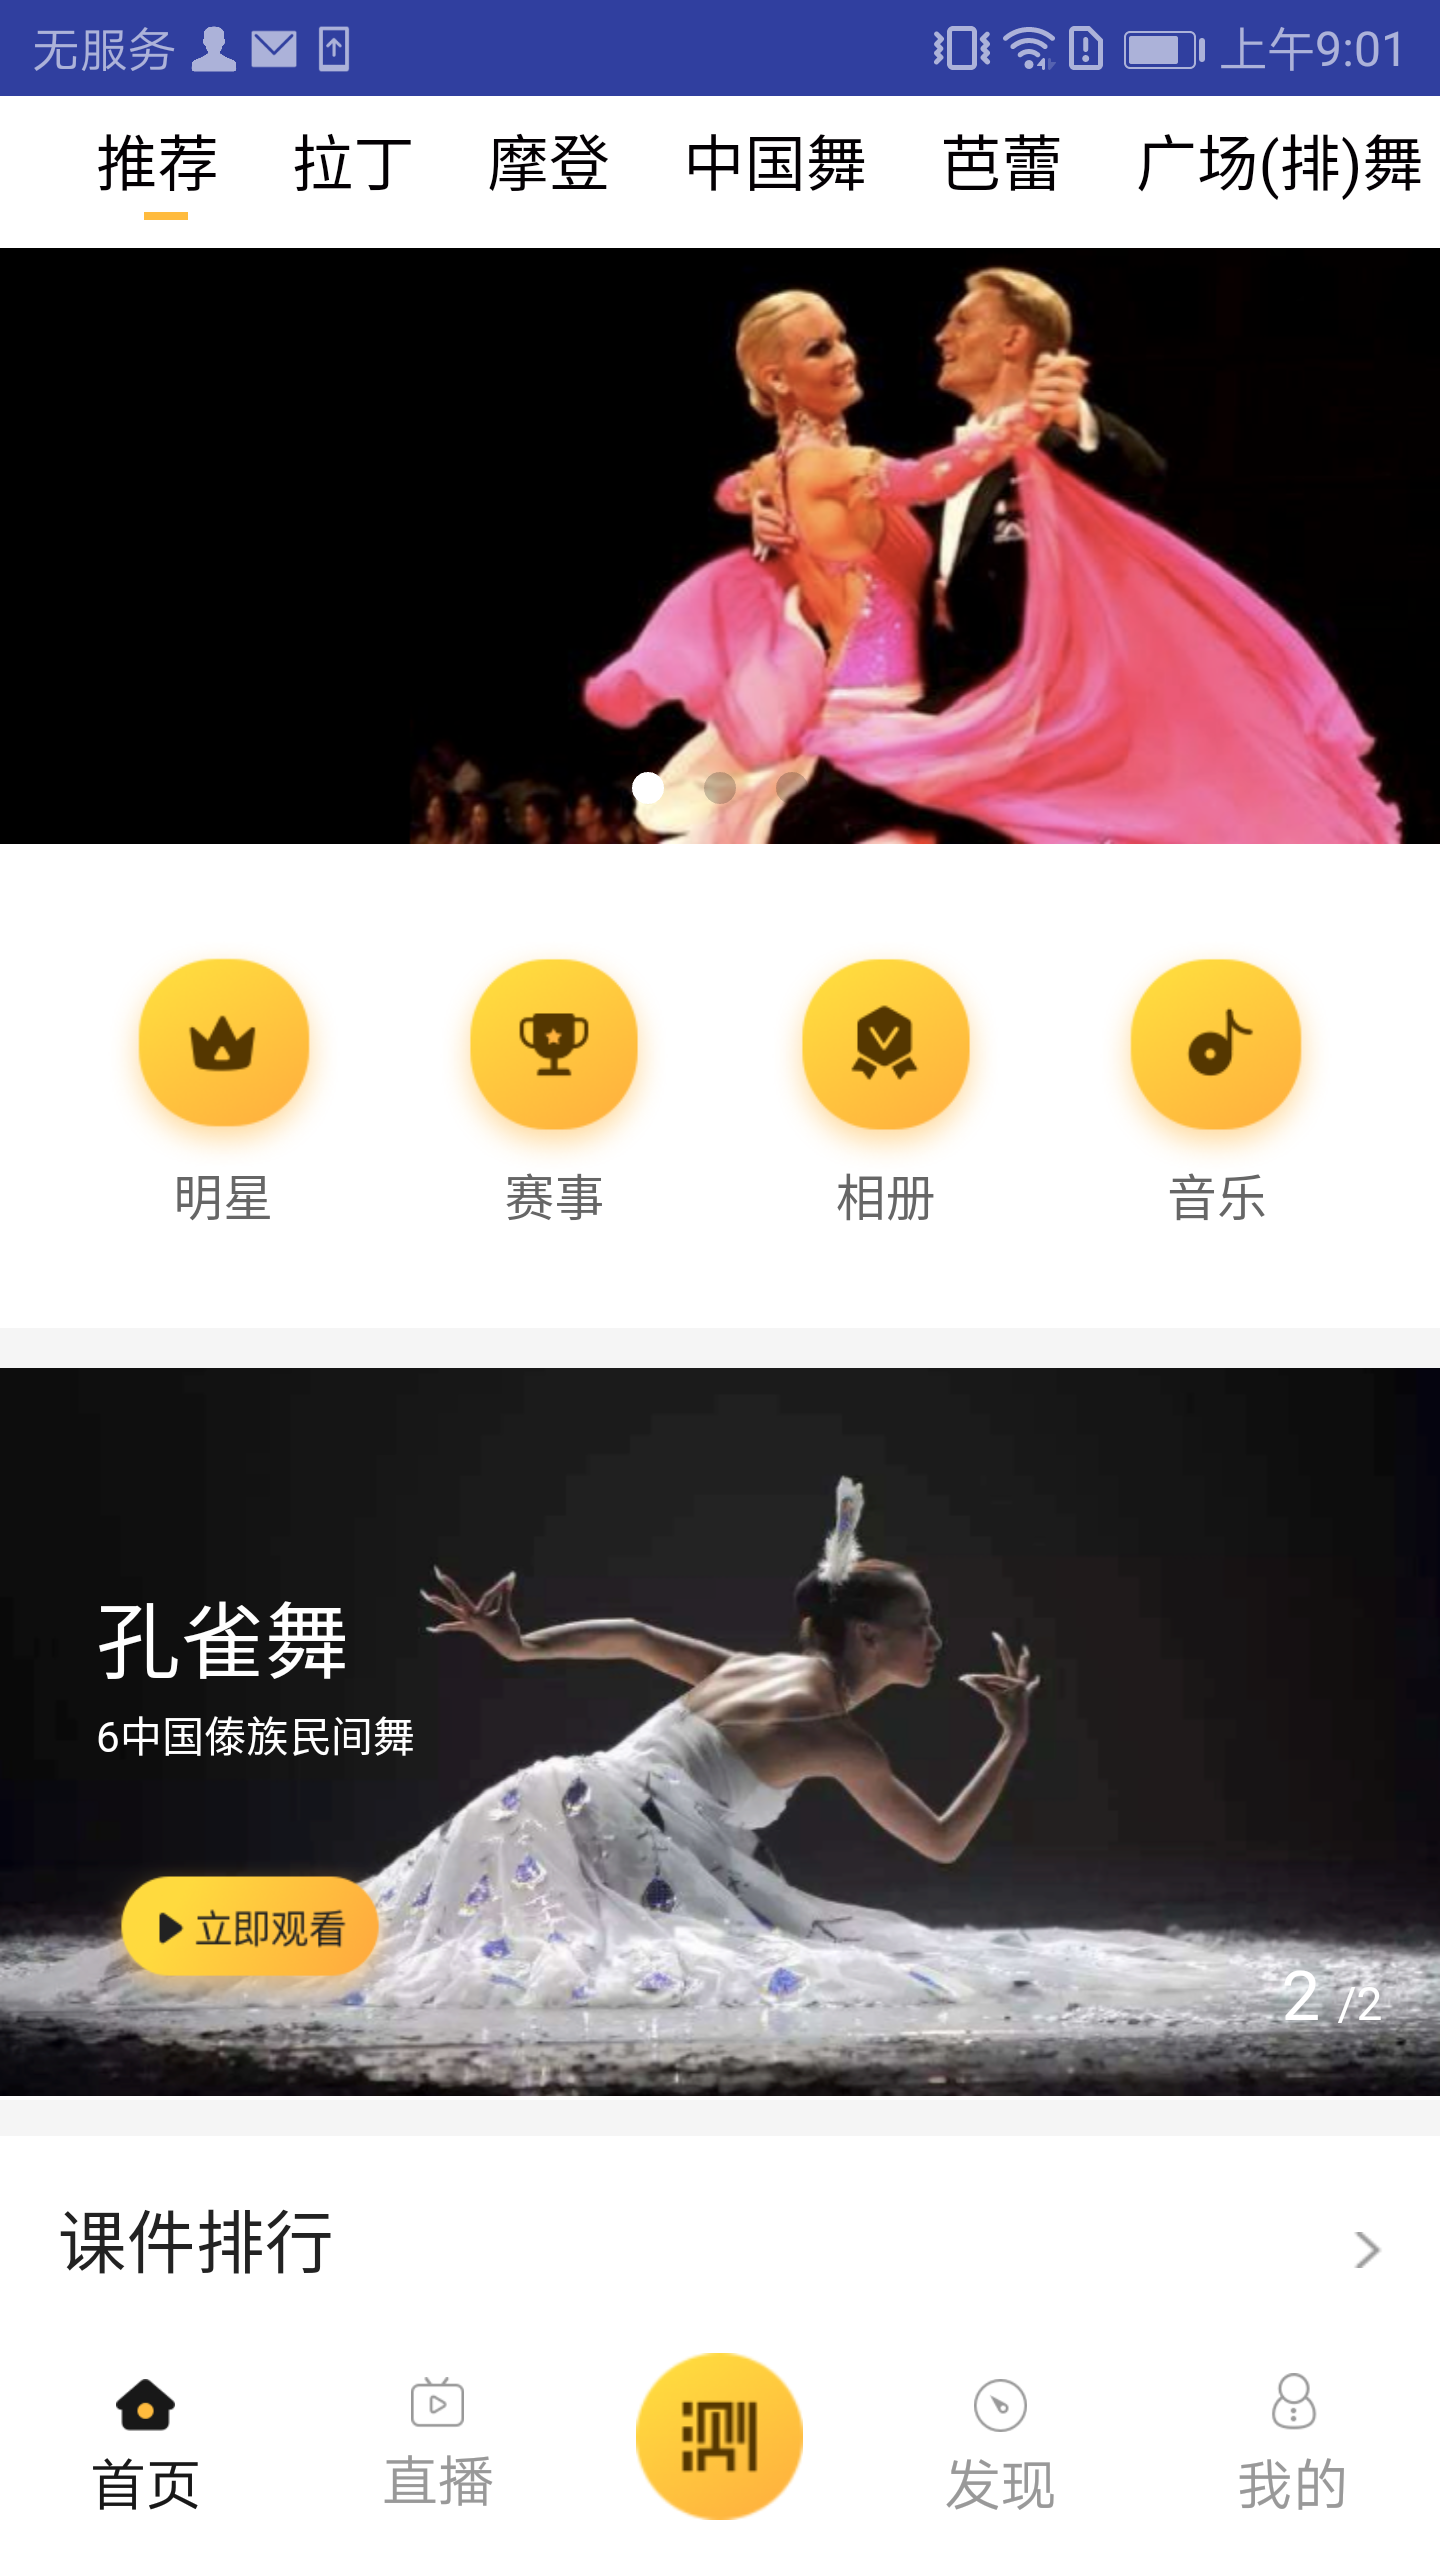 无服务 上午9:01
推荐 拉丁 摩登 中国舞 芭蕾 广场(排)舞
明星 赛事 相册 音乐
孔雀舞
6中国傣族民间舞
立即观看
2 /2
课件排行
测
首页 直播 发现 我的